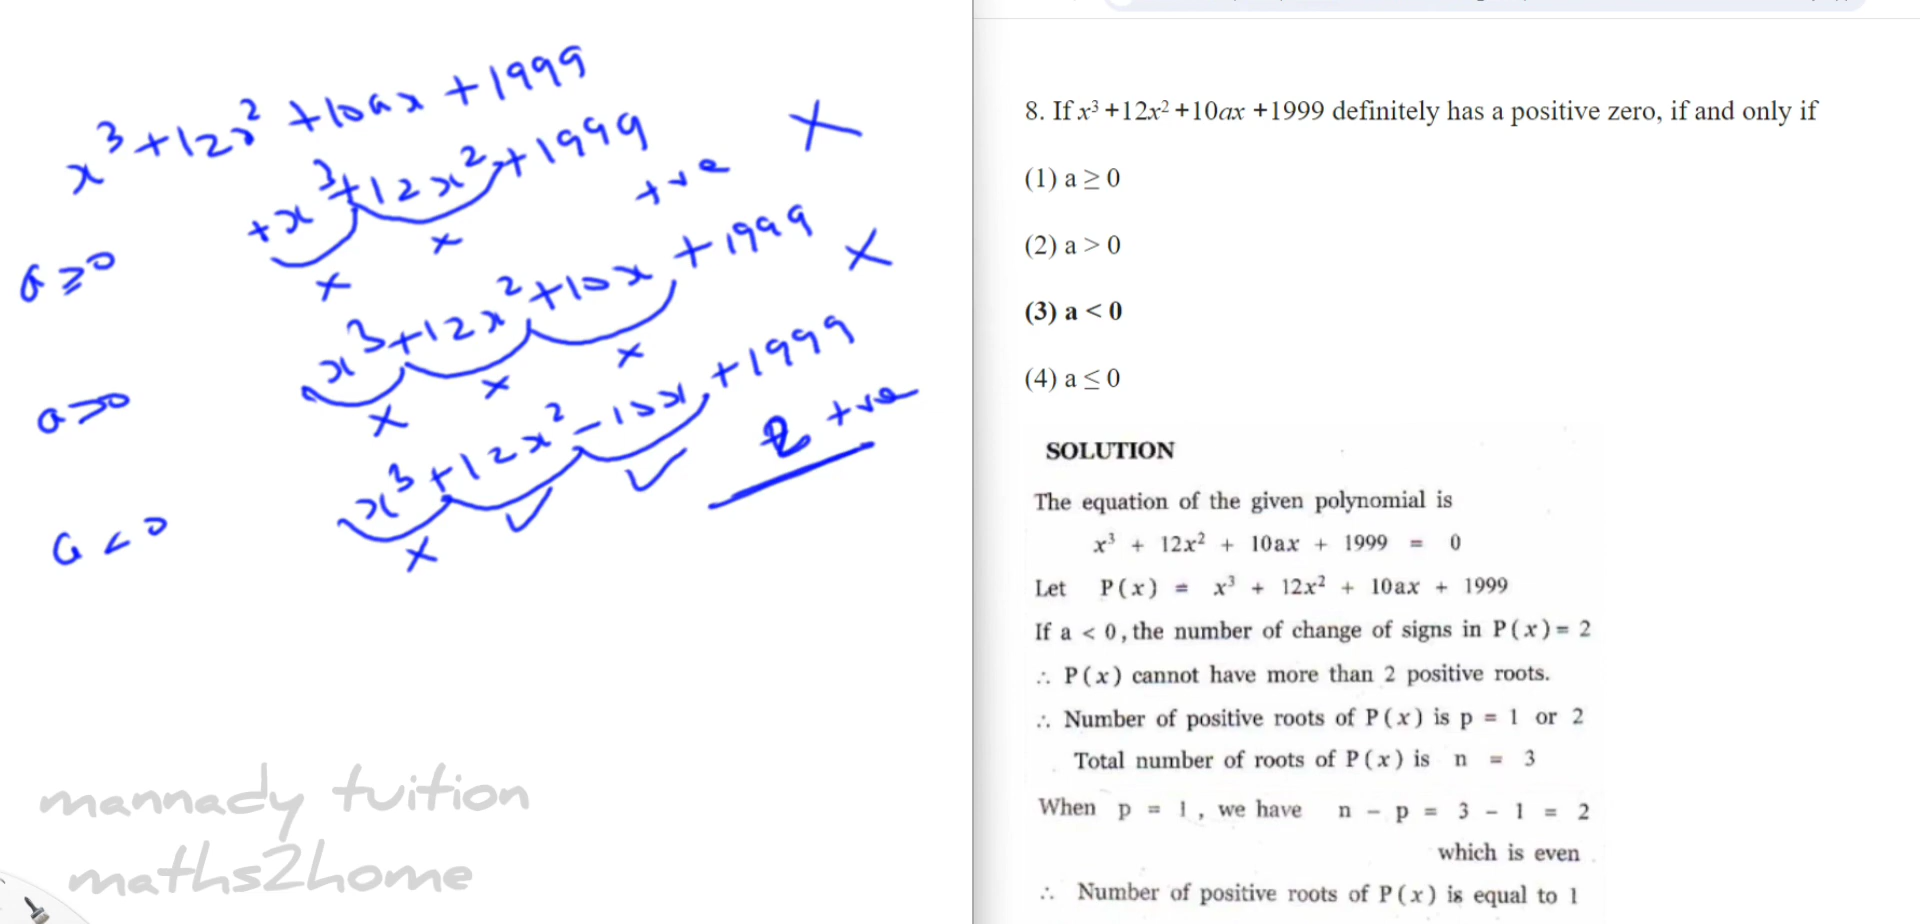 x³+12x²+10ax+1999
+x³+12x²+1999
+ve
a≥0
x³+12x²+10x+1999
a>0
x³+12x²-10x+1999
2 +ve
a<0
mannady tuition
maths2home
8. If x³ +12x² +10ax +1999 definitely has a positive zero, if and only if
(1) a ≥ 0
(2) a > 0
(3) a < 0
(4) a ≤ 0
SOLUTION
The equation of the given polynomial is
x³ + 12x² + 10ax + 1999 = 0
Let P(x) = x³ + 12x² + 10ax + 1999
If a < 0, the number of change of signs in P(x) = 2
∴ P(x) cannot have more than 2 positive roots.
∴ Number of positive roots of P(x) is p = 1 or 2
Total number of roots of P(x) is n = 3
When p = 1, we have n − p = 3 − 1 = 2
which is even
∴ Number of positive roots of P(x) is equal to 1